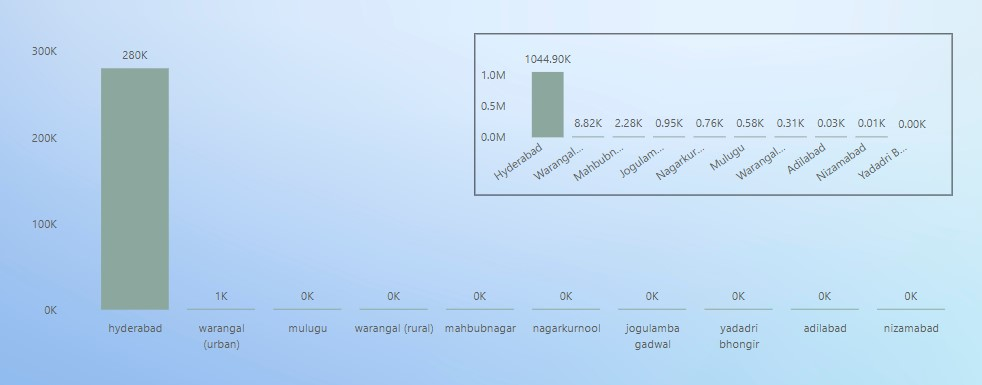 300K
200K
100K
0K
280K
1K
0K
0K
0K
0K
0K
0K
0K
0K
hyderabad
warangal
(urban)
mulugu
warangal (rural)
mahbubnagar
nagarkurnool
jogulamba
gadwal
yadadri
bhongir
adilabad
nizamabad
1.0M
0.5M
0.0M
1044.90K
8.82K
2.28K
0.95K
0.76K
0.58K
0.31K
0.03K
0.01K
0.00K
Hyderabad
Warangal...
Mahbubn...
Jogulam...
Nagarkur...
Mulugu
Warangal...
Adilabad
Nizamabad
Yadadri B...